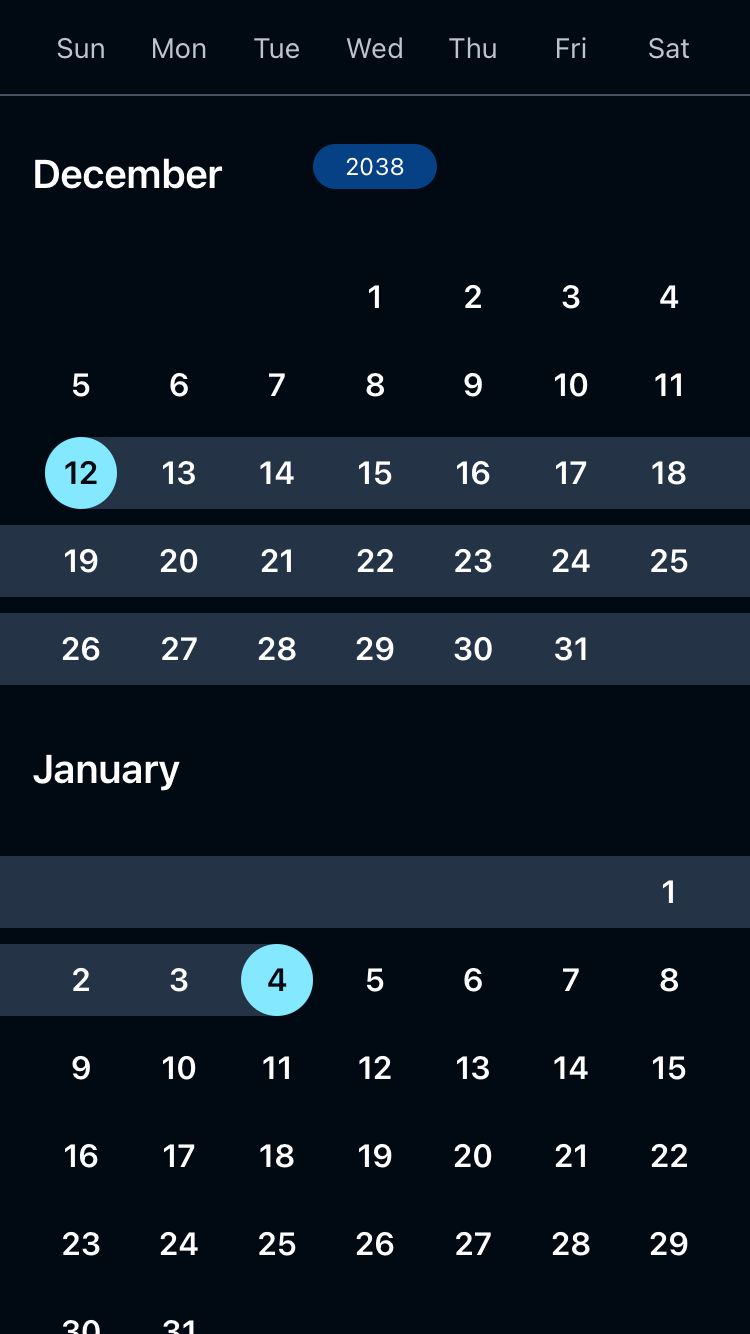 Sun Mon Tue Wed Thu Fri Sat
December 2038
1 2 3 4
5 6 7 8 9 10 11
12 13 14 15 16 17 18
19 20 21 22 23 24 25
26 27 28 29 30 31
January
1
2 3 4 5 6 7 8
9 10 11 12 13 14 15
16 17 18 19 20 21 22
23 24 25 26 27 28 29
30 31